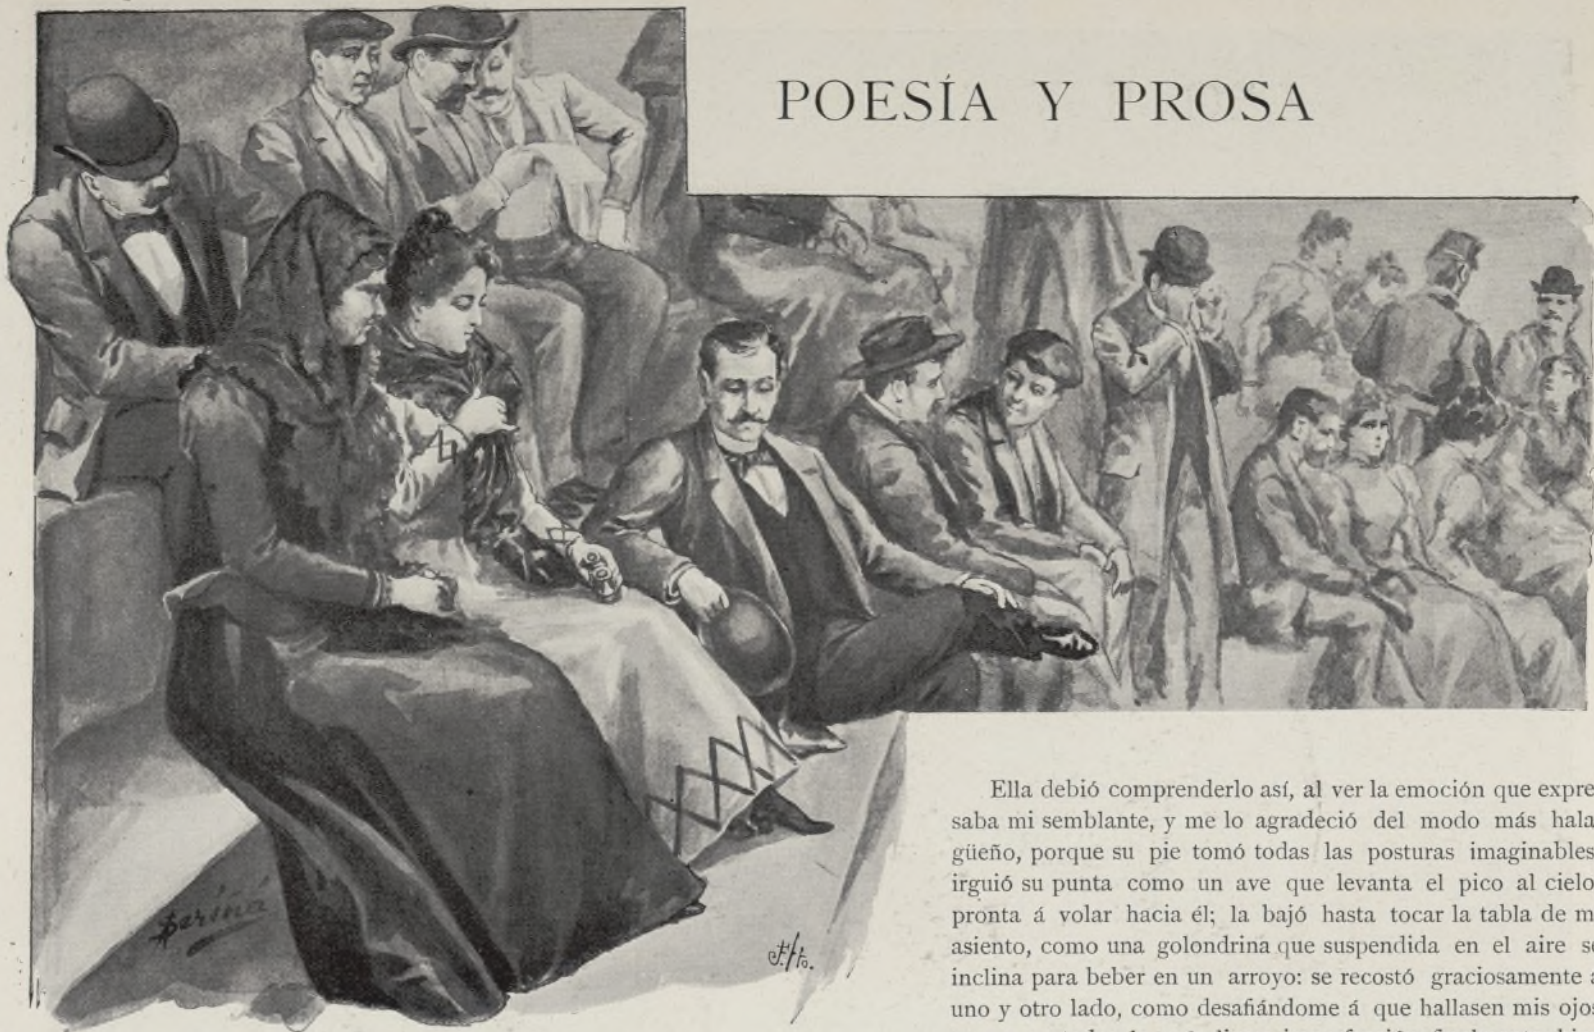 POESÍA Y PROSA
Seriñá
Ella debió comprenderlo así, al ver la emoción que expre
saba mi semblante, y me lo agradeció del modo más hala
güeño, porque su pie tomó todas las posturas imaginables
irguió su punta como un ave que levanta el pico al cielo
pronta á volar hacia él; la bajó hasta tocar la tabla de m
asiento, como una golondrina que suspendida en el aire se
inclina para beber en un arroyo: se recostó graciosamente á
uno y otro lado, como desafiándome á que hallasen mis ojos